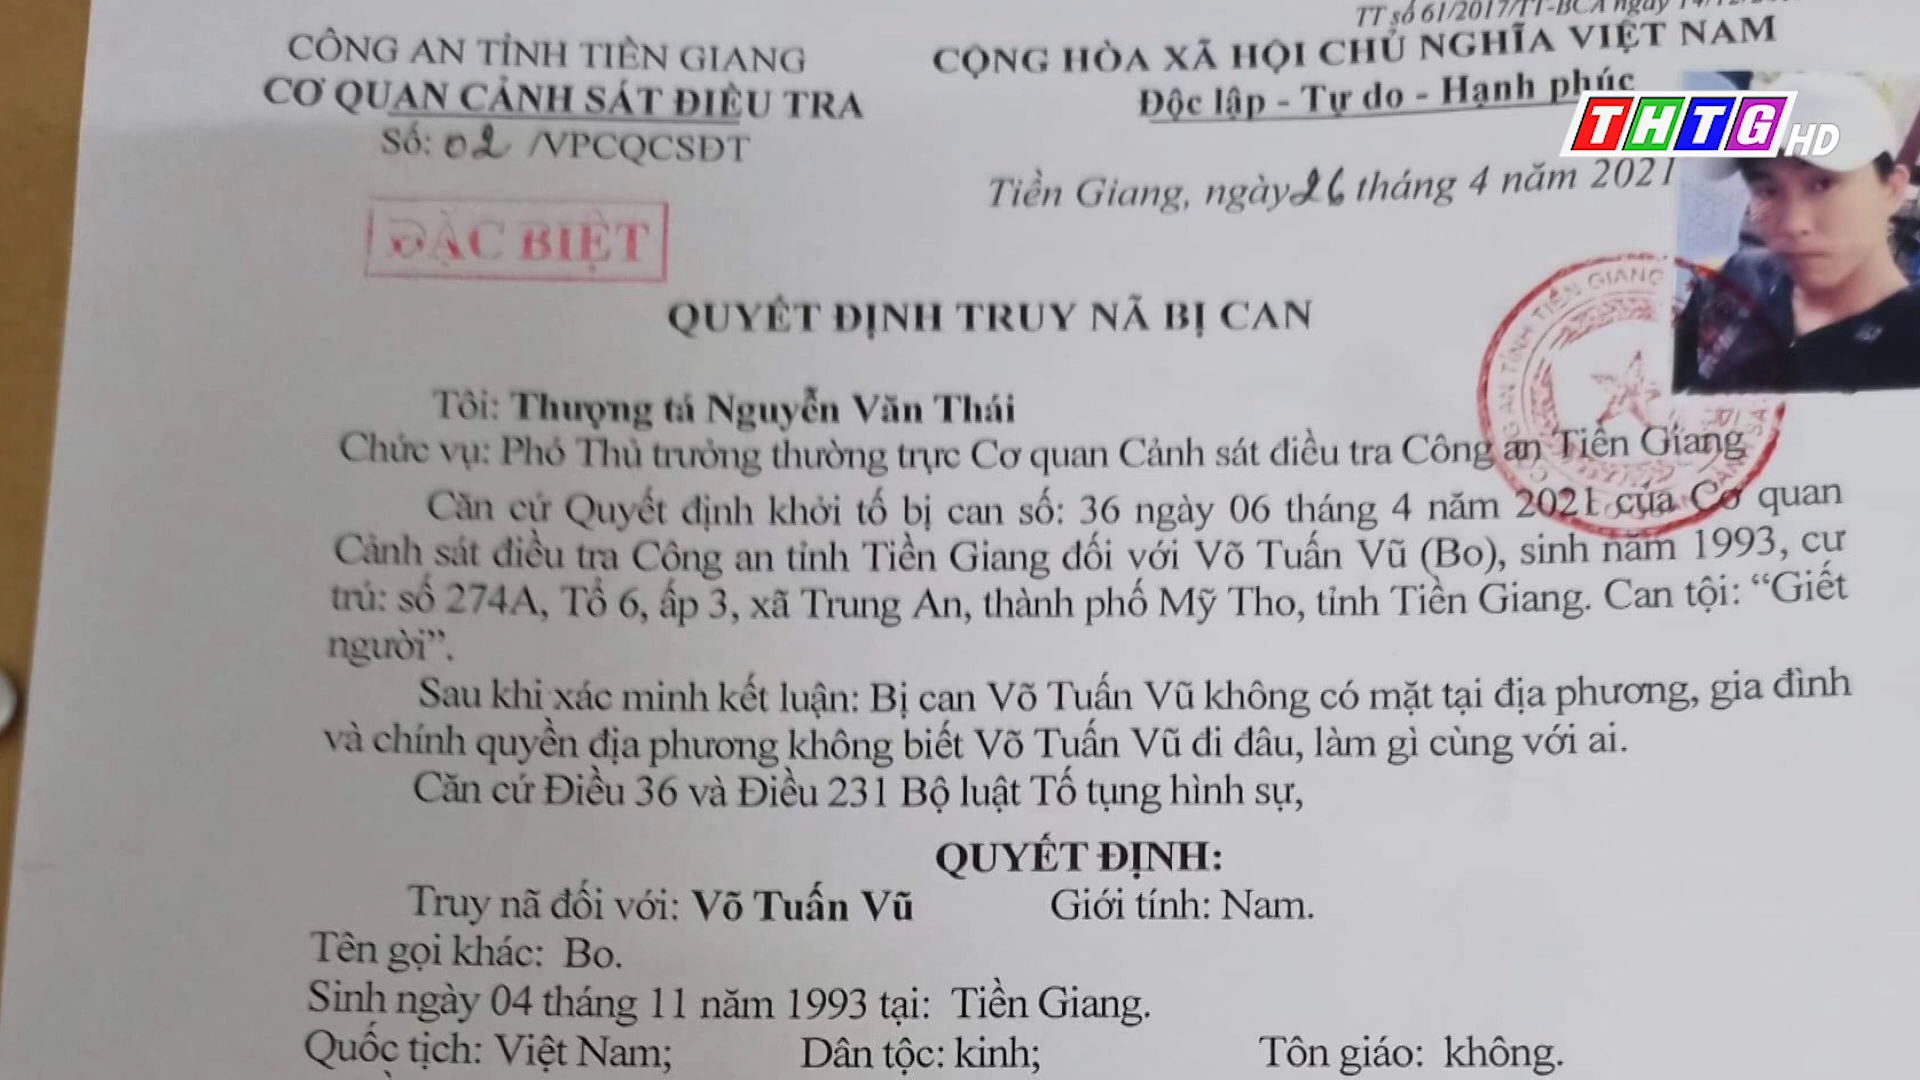 TT số 61/2017/TT-BCA ngày 14/12/
CÔNG AN TỈNH TIỀN GIANG
CƠ QUAN CẢNH SÁT ĐIỀU TRA
Số: 02 /VPCQCSĐT
CỘNG HÒA XÃ HỘI CHỦ NGHĨA VIỆT NAM
Độc lập - Tự do - Hạnh phúc
THTG HD
Tiền Giang, ngày 26 tháng 4 năm 2021
ĐẶC BIỆT
QUYẾT ĐỊNH TRUY NÃ BỊ CAN
AN TỈNH TIỀN GIANG
Tôi: Thượng tá Nguyễn Văn Thái
Chức vụ: Phó Thủ trưởng thường trực Cơ quan Cảnh sát điều tra Công an Tiền Giang
Căn cứ Quyết định khởi tố bị can số: 36 ngày 06 tháng 4 năm 2021 của Cơ quan
Cảnh sát điều tra Công an tỉnh Tiền Giang đối với Võ Tuấn Vũ (Bo), sinh năm 1993, cư
trú: số 274A, Tổ 6, ấp 3, xã Trung An, thành phố Mỹ Tho, tỉnh Tiền Giang. Can tội: “Giết
người”.
Sau khi xác minh kết luận: Bị can Võ Tuấn Vũ không có mặt tại địa phương, gia đình
và chính quyền địa phương không biết Võ Tuấn Vũ đi đâu, làm gì cùng với ai.
Căn cứ Điều 36 và Điều 231 Bộ luật Tố tụng hình sự,
QUYẾT ĐỊNH:
Truy nã đối với: Võ Tuấn Vũ Giới tính: Nam.
Tên gọi khác: Bo.
Sinh ngày 04 tháng 11 năm 1993 tại: Tiền Giang.
Quốc tịch: Việt Nam; Dân tộc: kinh; Tôn giáo: không.